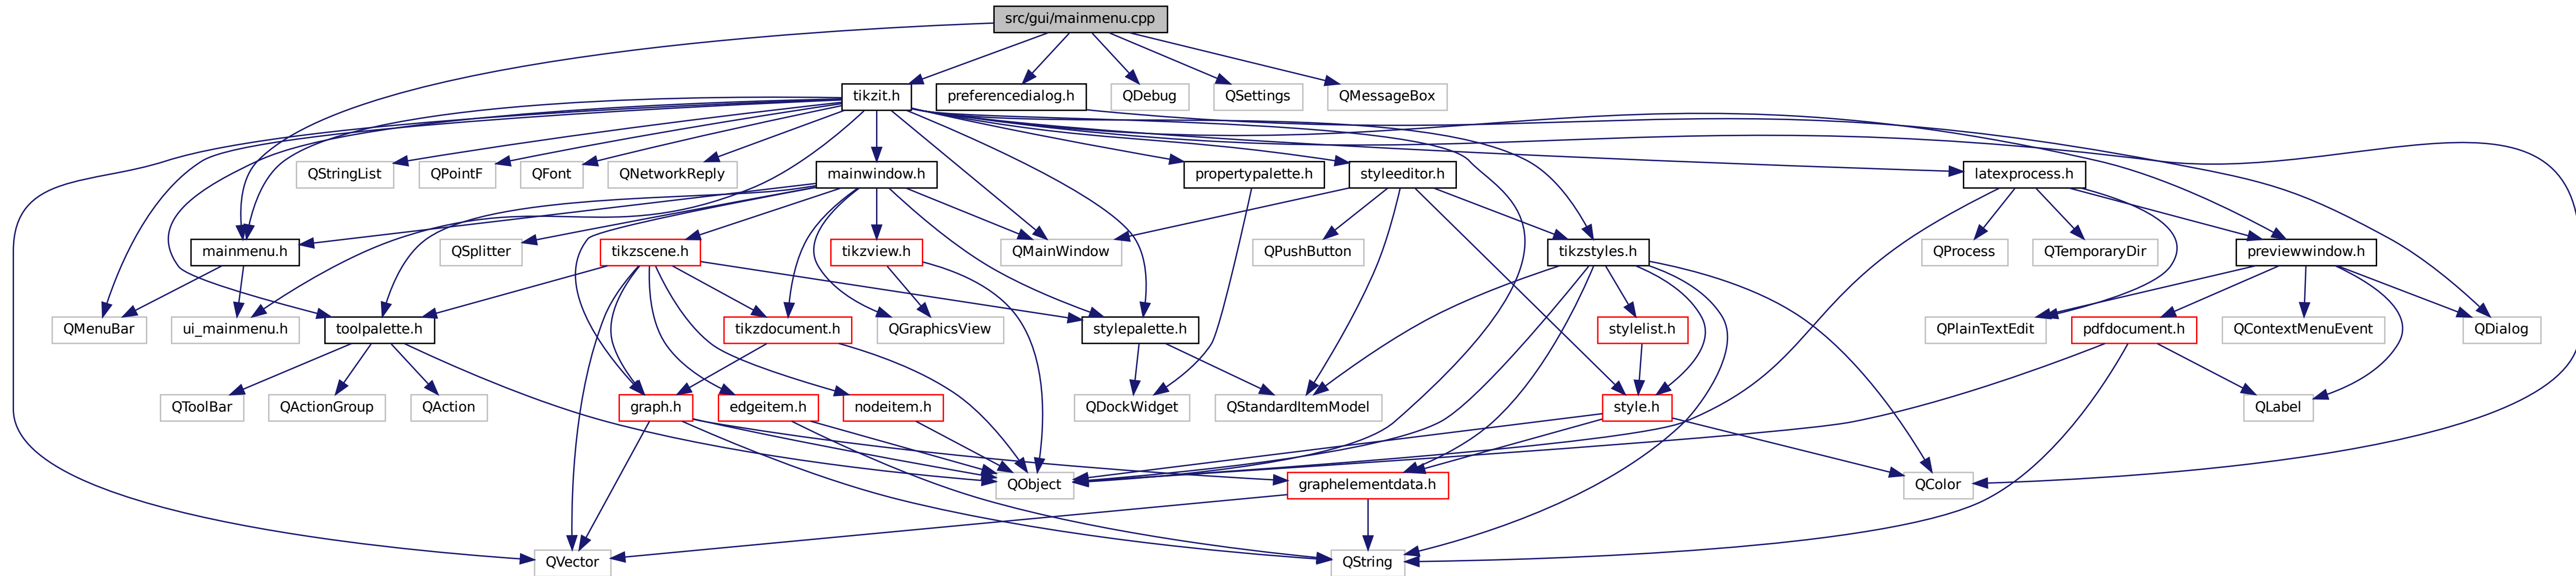 src/gui/mainmenu.cpp
tikzit.h
preferencedialog.h
QDebug
QSettings
QMessageBox
QStringList
QPointF
QFont
QNetworkReply
mainwindow.h
propertypalette.h
styleeditor.h
latexprocess.h
mainmenu.h
QSplitter
tikzscene.h
tikzview.h
QMainWindow
QPushButton
tikzstyles.h
QProcess
QTemporaryDir
previewwindow.h
QMenuBar
ui_mainmenu.h
toolpalette.h
tikzdocument.h
QGraphicsView
stylepalette.h
stylelist.h
QPlainTextEdit
pdfdocument.h
QContextMenuEvent
QDialog
QToolBar
QActionGroup
QAction
graph.h
edgeitem.h
nodeitem.h
QDockWidget
QStandardItemModel
style.h
QLabel
QObject
graphelementdata.h
QColor
QVector
QString